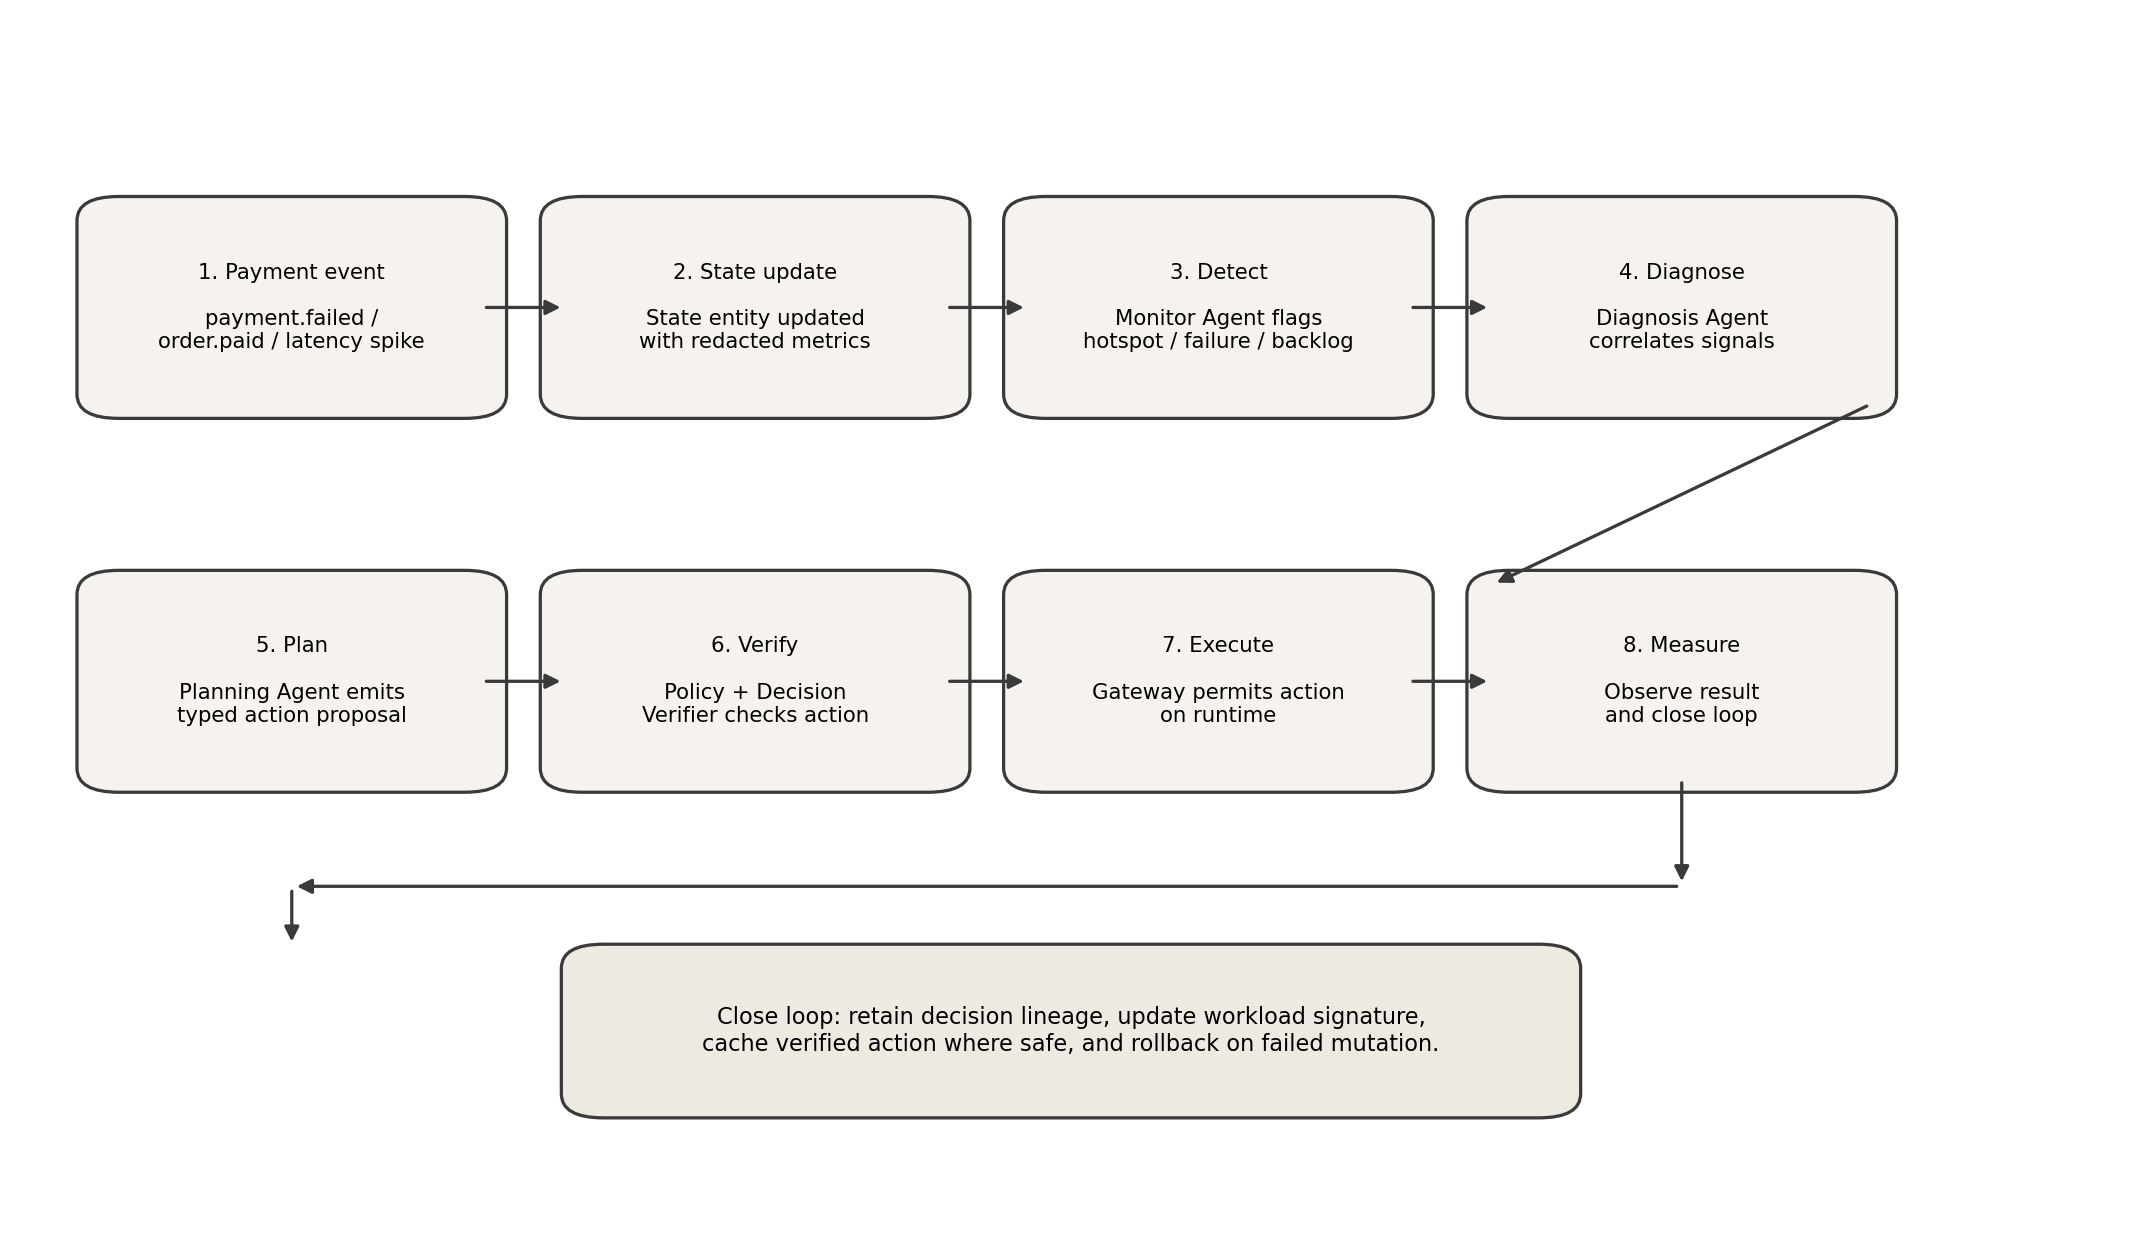 1. Payment event
payment.failed /
order.paid / latency spike
2. State update
State entity updated
with redacted metrics
3. Detect
Monitor Agent flags
hotspot / failure / backlog
4. Diagnose
Diagnosis Agent
correlates signals
5. Plan
Planning Agent emits
typed action proposal
6. Verify
Policy + Decision
Verifier checks action
7. Execute
Gateway permits action
on runtime
8. Measure
Observe result
and close loop
Close loop: retain decision lineage, update workload signature,
cache verified action where safe, and rollback on failed mutation.